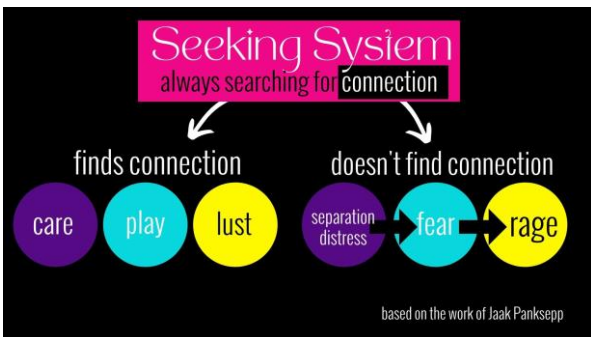 Seeking System
always searching for connection
finds connection
doesn't find connection
care
play
lust
separation
distress
fear
rage
based on the work of Jaak Panksepp